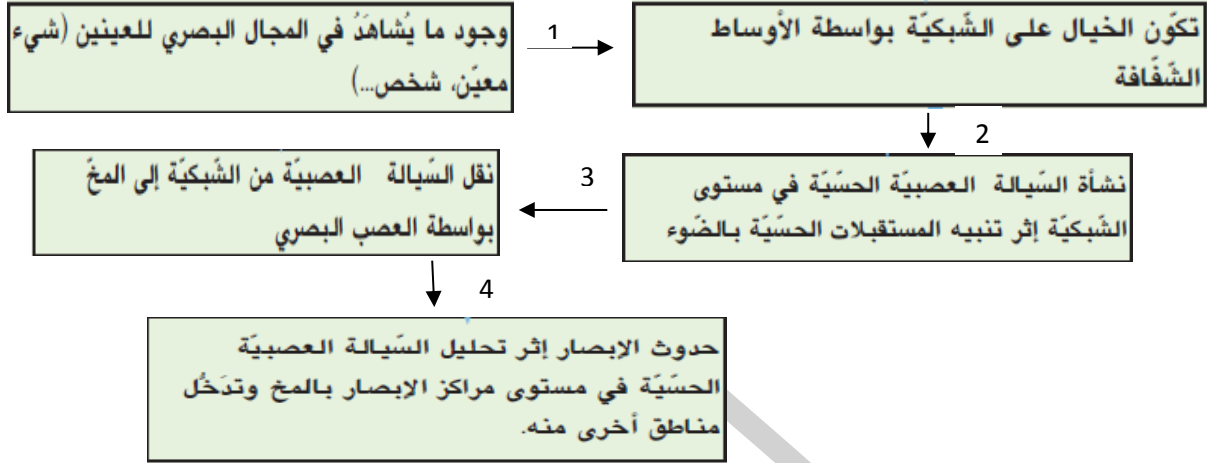 وجود ما يُشاهَدُ في المجال البصري للعينين (شيء
معيّن، شخص...)
1
تكوّن الخيال على الشّبكيّة بواسطة الأوساط
الشّفّافة
2
نشأة السّيالة العصبيّة الحسّيّة في مستوى
الشّبكيّة إثر تنبيه المستقبلات الحسّيّة بالضّوء
3
نقل السّيالة العصبيّة من الشّبكيّة إلى المخّ
بواسطة العصب البصري
4
حدوث الإبصار إثر تحليل السّيالة العصبيّة
الحسّيّة في مستوى مراكز الإبصار بالمخ وتدَخُّل
مناطق أخرى منه.